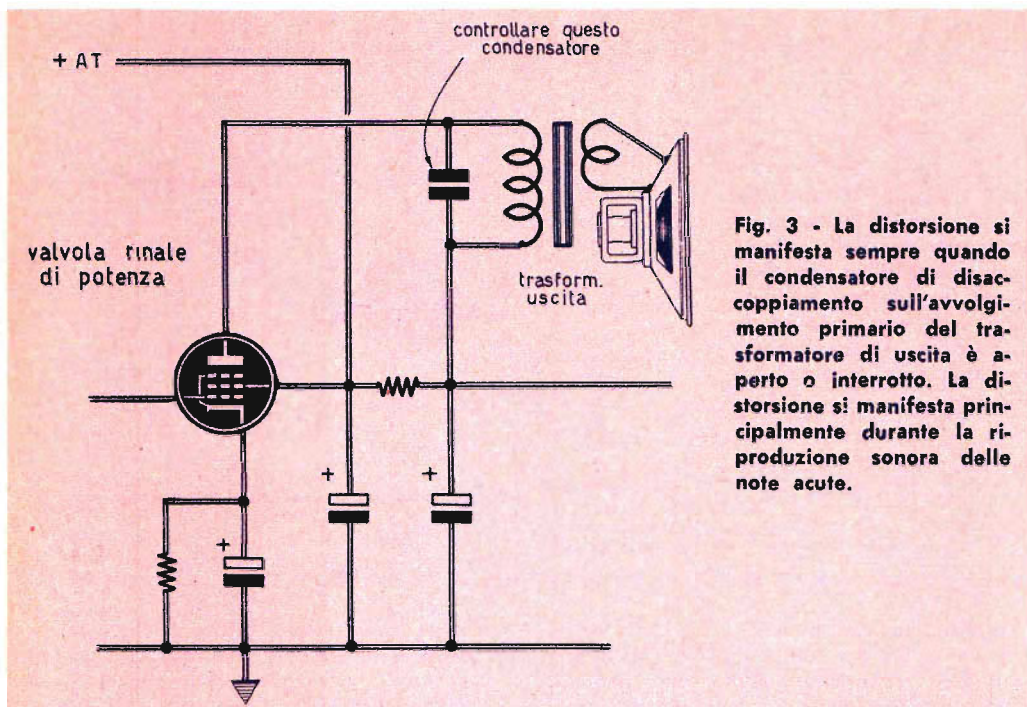 controllare questo
condensatore
+ AT
valvola finale
di potenza
trasform.
uscita
+
+
+
Fig. 3 - La distorsione si
manifesta sempre quando
il condensatore di disac-
coppiamento sull'avvolgi-
mento primario del tra-
sformatore di uscita è a-
perto o interrotto. La di-
storsione si manifesta prin-
cipalmente durante la ri-
produzione sonora delle
note acute.